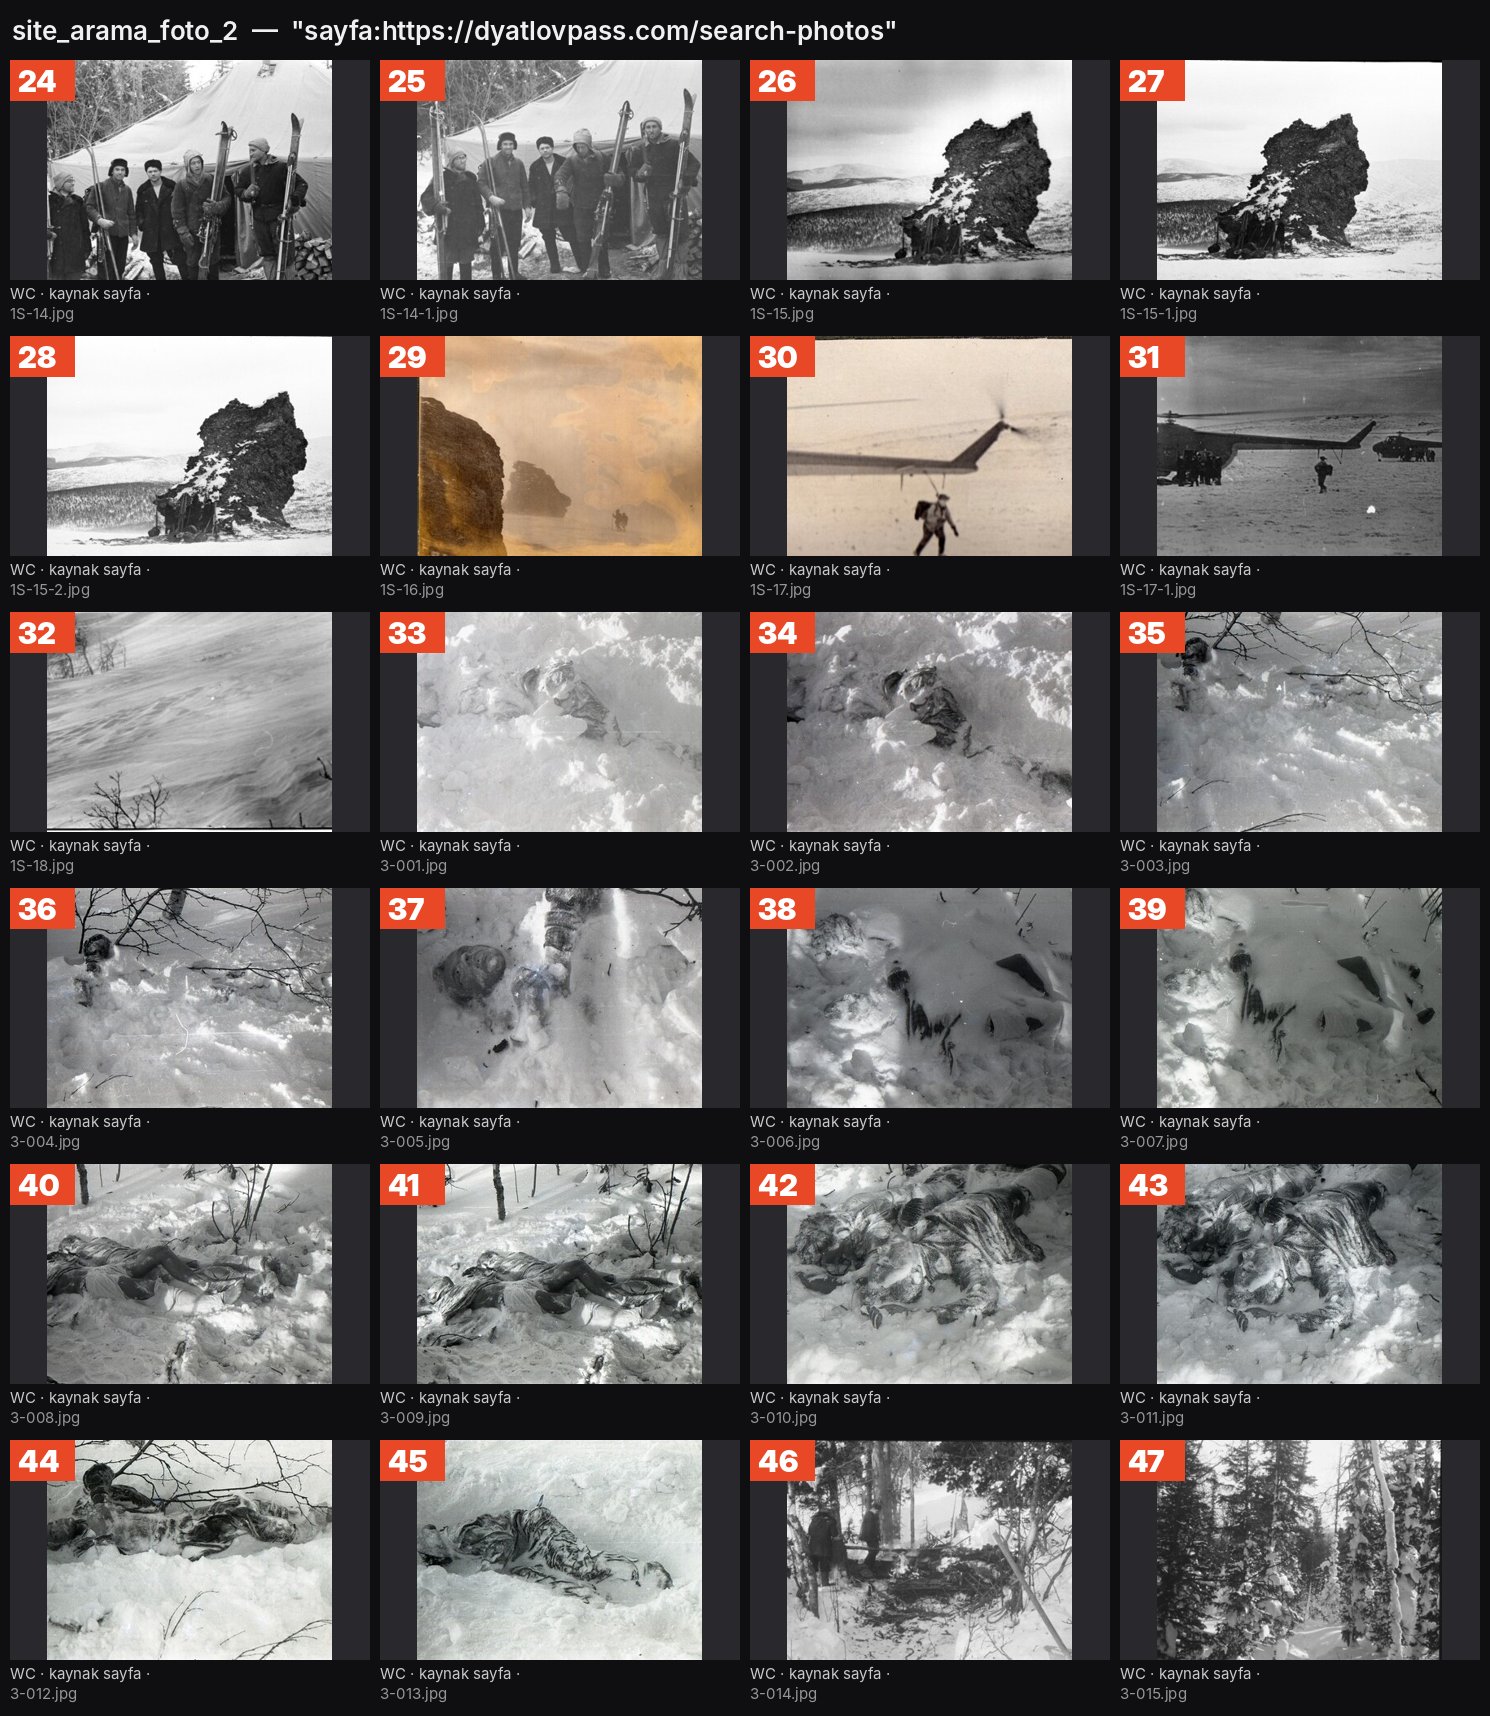 site_arama_foto_2 — "sayfa:https://dyatlovpass.com/search-photos"
24 25 26 27
WC · kaynak sayfa · WC · kaynak sayfa · WC · kaynak sayfa · WC · kaynak sayfa ·
1S-14.jpg 1S-14-1.jpg 1S-15.jpg 1S-15-1.jpg
28 29 30 31
WC · kaynak sayfa · WC · kaynak sayfa · WC · kaynak sayfa · WC · kaynak sayfa ·
1S-15-2.jpg 1S-16.jpg 1S-17.jpg 1S-17-1.jpg
32 33 34 35
WC · kaynak sayfa · WC · kaynak sayfa · WC · kaynak sayfa · WC · kaynak sayfa ·
1S-18.jpg 3-001.jpg 3-002.jpg 3-003.jpg
36 37 38 39
WC · kaynak sayfa · WC · kaynak sayfa · WC · kaynak sayfa · WC · kaynak sayfa ·
3-004.jpg 3-005.jpg 3-006.jpg 3-007.jpg
40 41 42 43
WC · kaynak sayfa · WC · kaynak sayfa · WC · kaynak sayfa · WC · kaynak sayfa ·
3-008.jpg 3-009.jpg 3-010.jpg 3-011.jpg
44 45 46 47
WC · kaynak sayfa · WC · kaynak sayfa · WC · kaynak sayfa · WC · kaynak sayfa ·
3-012.jpg 3-013.jpg 3-014.jpg 3-015.jpg